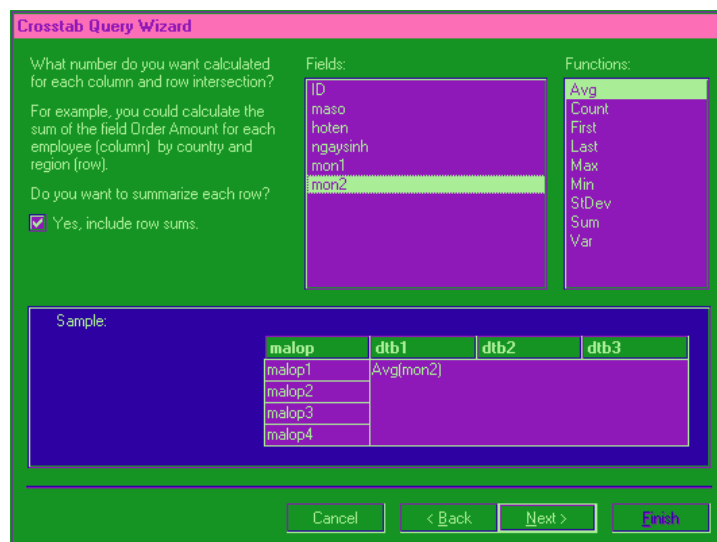 Crosstab Query Wizard
What number do you want calculated
for each column and row intersection?
For example, you could calculate the
sum of the field Order Amount for each
employee (column)  by country and
region (row).
Do you want to summarize each row?
Yes, include row sums.
Fields:
ID
maso
hoten
ngaysinh
mon1
mon2
Functions:
Avg
Count
First
Last
Max
Min
StDev
Sum
Var
Sample:
malop dtb1 dtb2 dtb3
malop1 Avg(mon2)
malop2
malop3
malop4
Cancel < Back Next > Finish